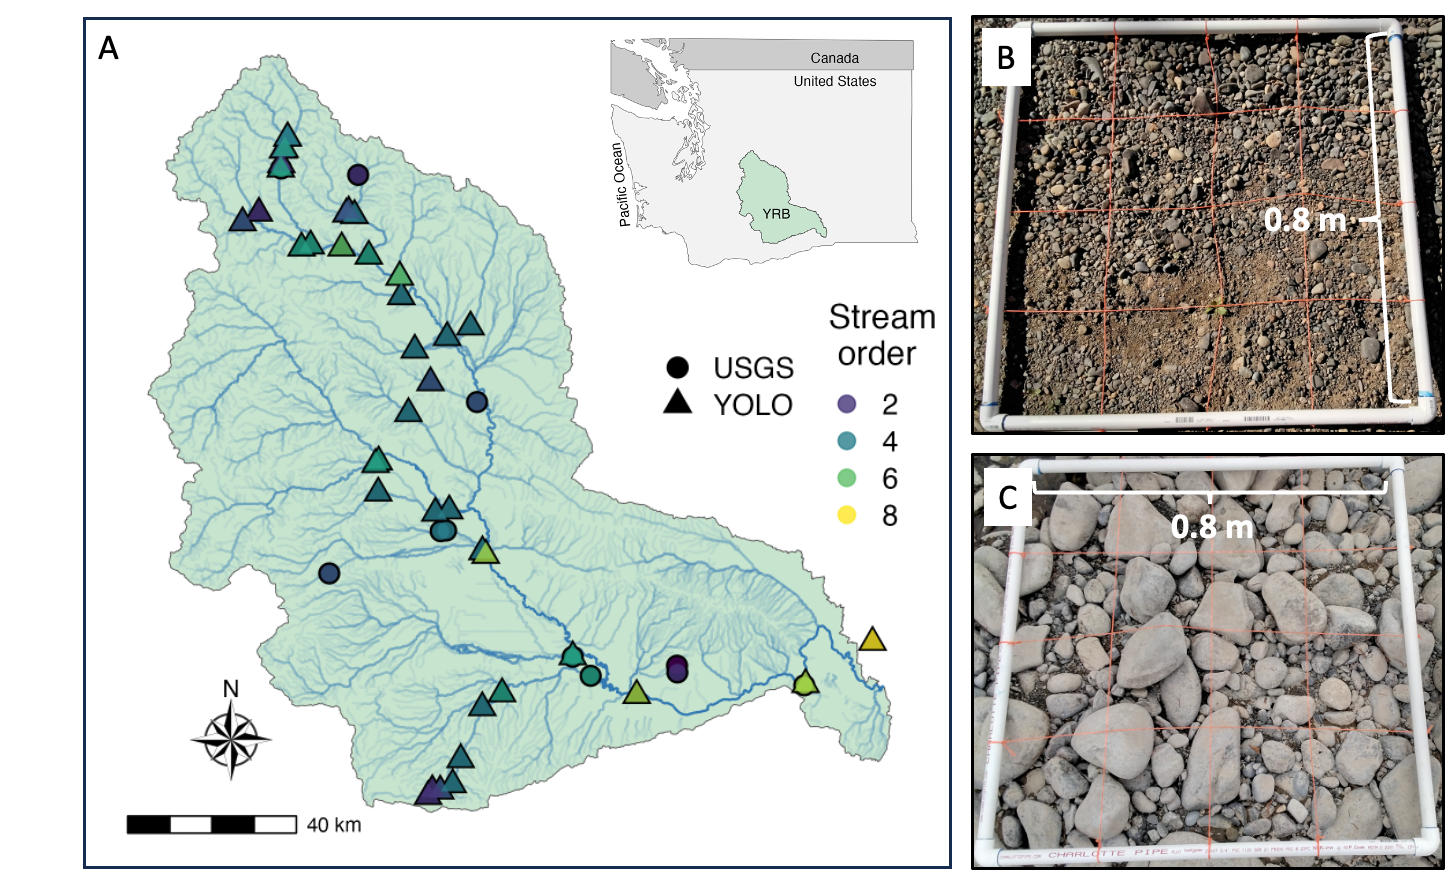 A
Canada
United States
Pacific Ocean
YRB
Stream
order
USGS
YOLO
2
4
6
8
N
40 km
B
0.8 m
C
0.8 m
CHARLOTTE PIPE